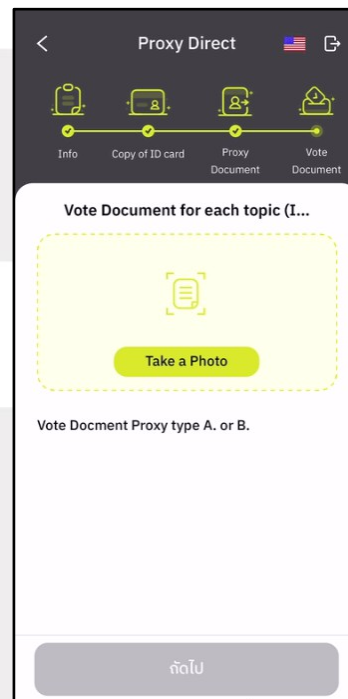 Proxy Direct
Info
Copy of ID card
Proxy Document
Vote Document
Vote Document for each topic (I...
Take a Photo
Vote Docment Proxy type A. or B.
ถัดไป